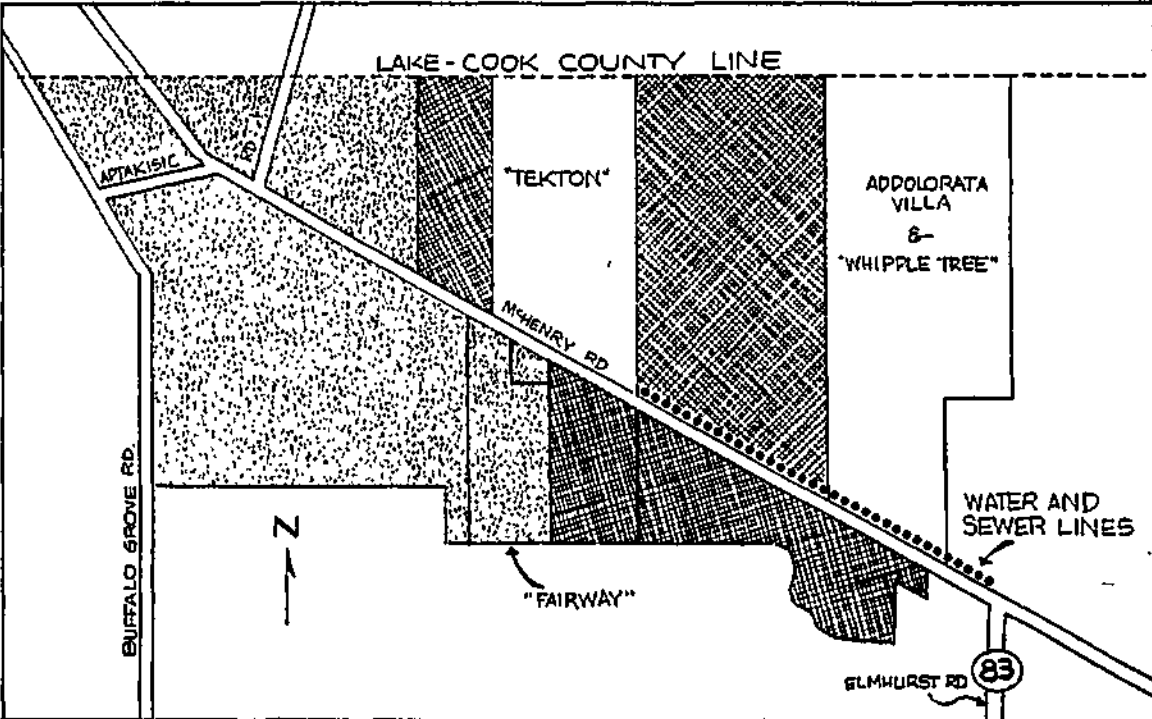 LAKE-COOK COUNTY LINE
APTAKISIC
RD
"TEKTON"
ADDOLORATA
VILLA
&
"WHIPPLE TREE"
McHENRY RD
BUFFALO GROVE RD.
N
WATER AND
SEWER LINES
"FAIRWAY"
83
ELMHURST RD